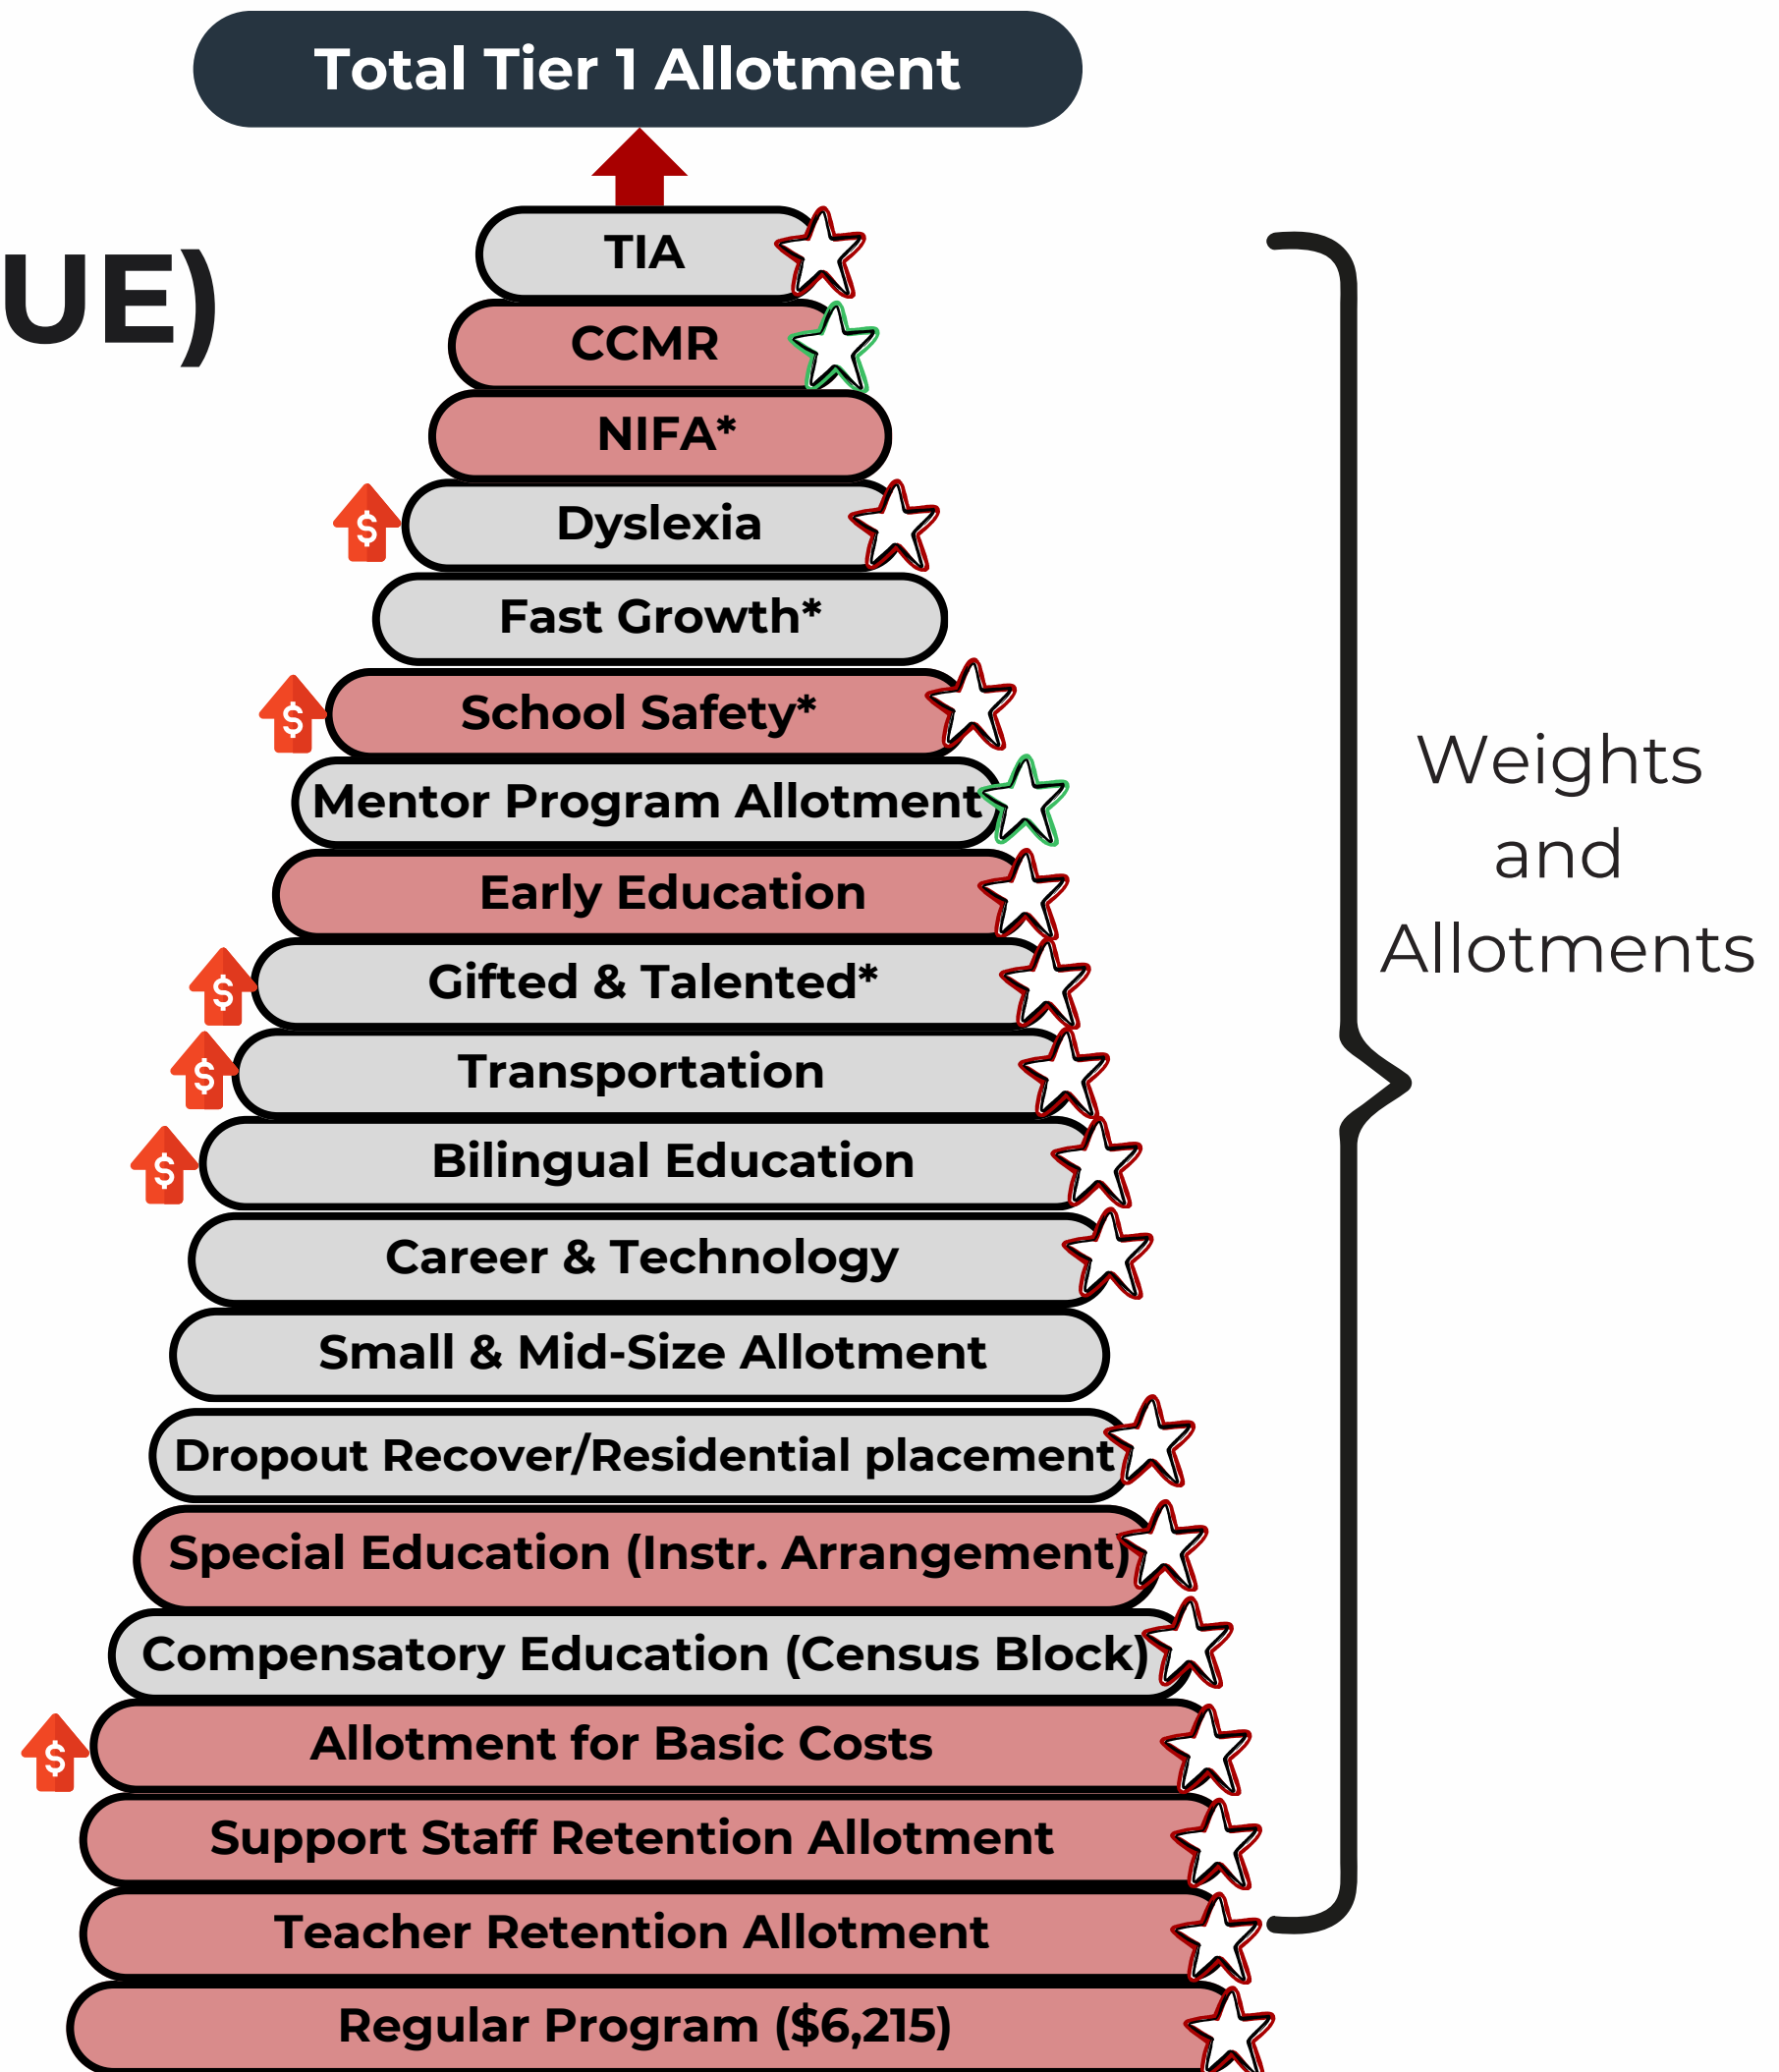 Total Tier 1 Allotment
UE)
TIA
CCMR
NIFA*
$
Dyslexia
Fast Growth*
$
School Safety*
Mentor Program Allotment
Early Education
$
Gifted & Talented*
$
Transportation
$
Bilingual Education
Career & Technology
Small & Mid-Size Allotment
Dropout Recover/Residential placement
Special Education (Instr. Arrangement)
Compensatory Education (Census Block)
$
Allotment for Basic Costs
Support Staff Retention Allotment
Teacher Retention Allotment
Regular Program ($6,215)
Weights
and
Allotments